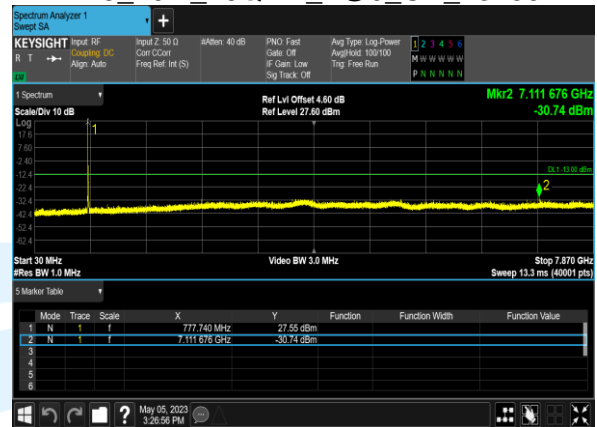 Spectrum Analyzer 1
Swept SA
+
KEYSIGHT Input: RF Input Z: 50 Ω #Atten: 40 dB PNO: Fast Avg Type: Log-Power 1 2 3 4 5 6
R T Coupling: DC Corr CCorr Gate: Off Avg|Hold: 100/100 M W W W W W
Align: Auto Freq Ref: Int (S) IF Gain: Low Trig: Free Run
Sig Track: Off P N N N N N
1 Spectrum Ref Lvl Offset 4.60 dB Mkr2 7.111 676 GHz
Scale/Div 10 dB Ref Level 27.60 dBm -30.74 dBm
Log
1
17.6
7.60
-2.40
-12.4 DL1 -13.00 dBm
-22.4 2
-32.4
-42.4
-52.4
-62.4
Start 30 MHz Video BW 3.0 MHz Stop 7.870 GHz
#Res BW 1.0 MHz Sweep 13.3 ms (40001 pts)
5 Marker Table
Mode Trace Scale X Y Function Function Width Function Value
1 N 1 f 777.740 MHz 27.55 dBm
2 N 1 f 7.111 676 GHz -30.74 dBm
3
4
5
6
? May 05, 2023
3:26:56 PM